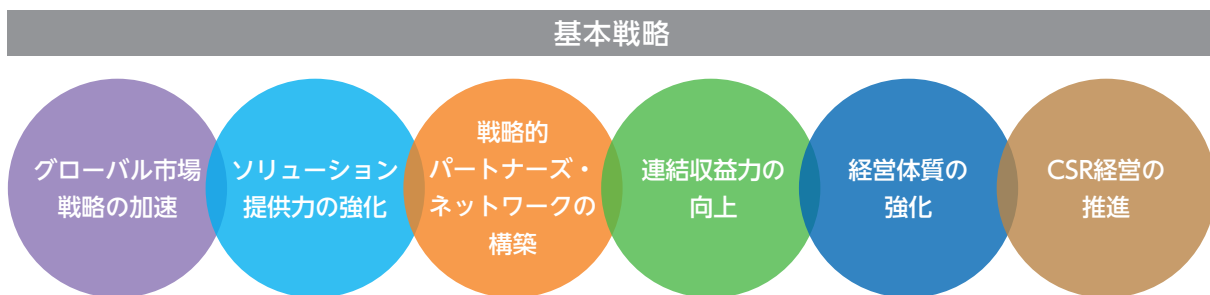 基本戦略
グローバル市場
戦略の加速
ソリューション
提供力の強化
戦略的
パートナーズ・
ネットワークの
構築
連結収益力の
向上
経営体質の
強化
CSR経営の
推進